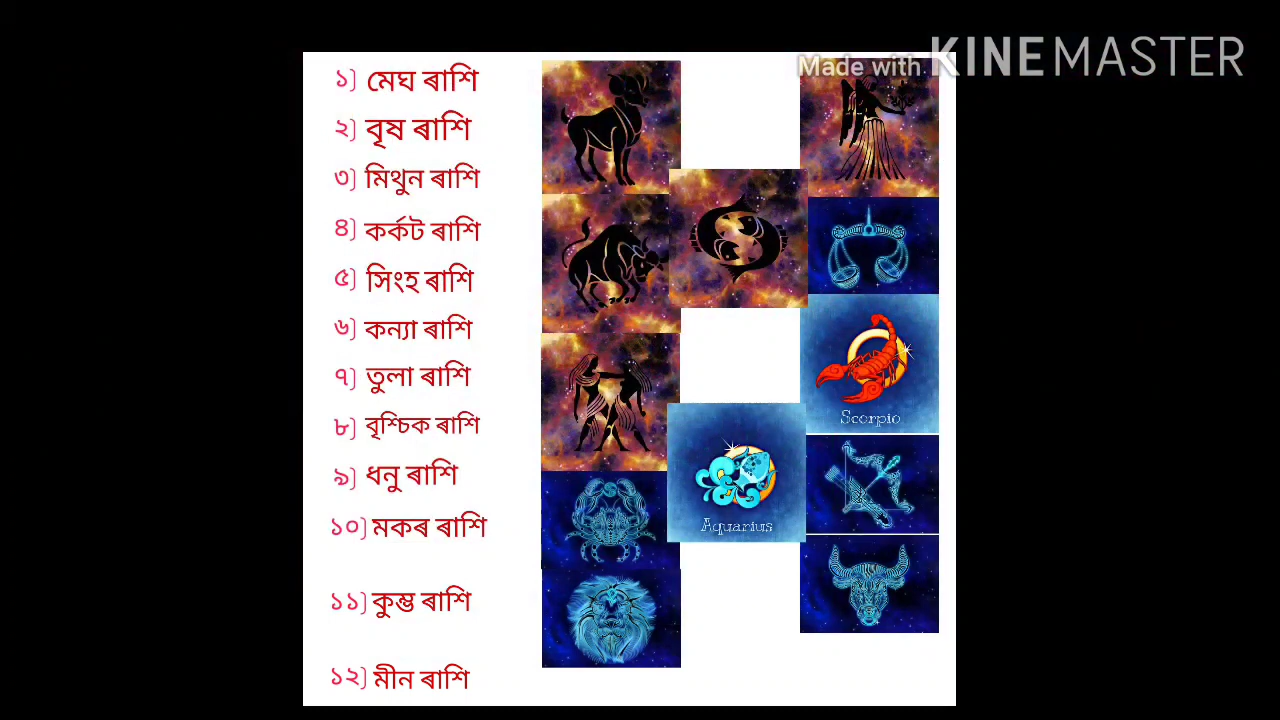 Made with KINEMASTER
১) মেঘ ৰাশি
২) বৃষ ৰাশি
৩) মিথুন ৰাশি
৪) কৰ্কট ৰাশি
৫) সিংহ ৰাশি
৬) কন্যা ৰাশি
৭) তুলা ৰাশি
৮) বৃশ্চিক ৰাশি
৯) ধনু ৰাশি
১০) মকৰ ৰাশি
১১) কুম্ভ ৰাশি
১২) মীন ৰাশি
Scorpio
Aquarius